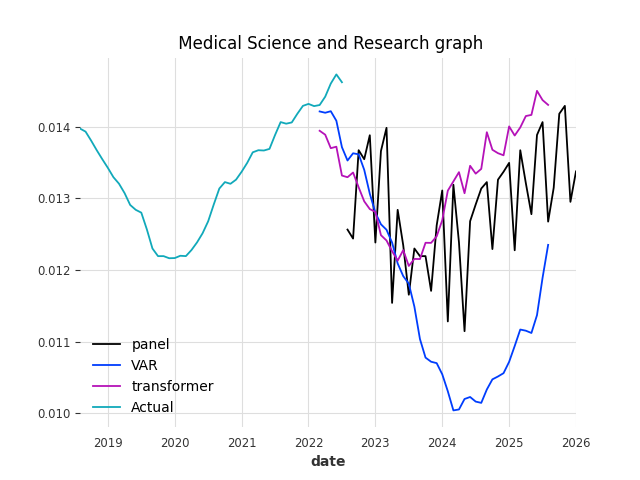 Medical Science and Research graph
0.014
0.013
0.012
0.011
0.010
panel
VAR
transformer
Actual
2019 2020 2021 2022 2023 2024 2025 2026
date